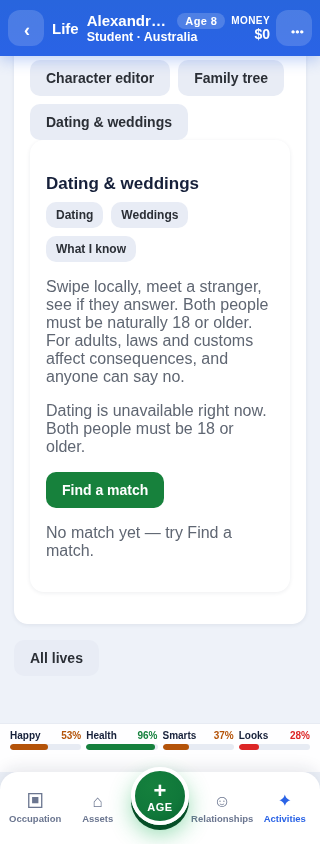 ‹ Life Alexandr… Age 8 MONEY ...
Student · Australia $0
Character editor Family tree
Dating & weddings
Dating & weddings
Dating Weddings
What I know
Swipe locally, meet a stranger,
see if they answer. Both people
must be naturally 18 or older.
For adults, laws and customs
affect consequences, and
anyone can say no.
Dating is unavailable right now.
Both people must be 18 or
older.
Find a match
No match yet — try Find a
match.
All lives
Happy 53% Health 96% Smarts 37% Looks 28%
+
AGE
Occupation Assets Relationships Activities